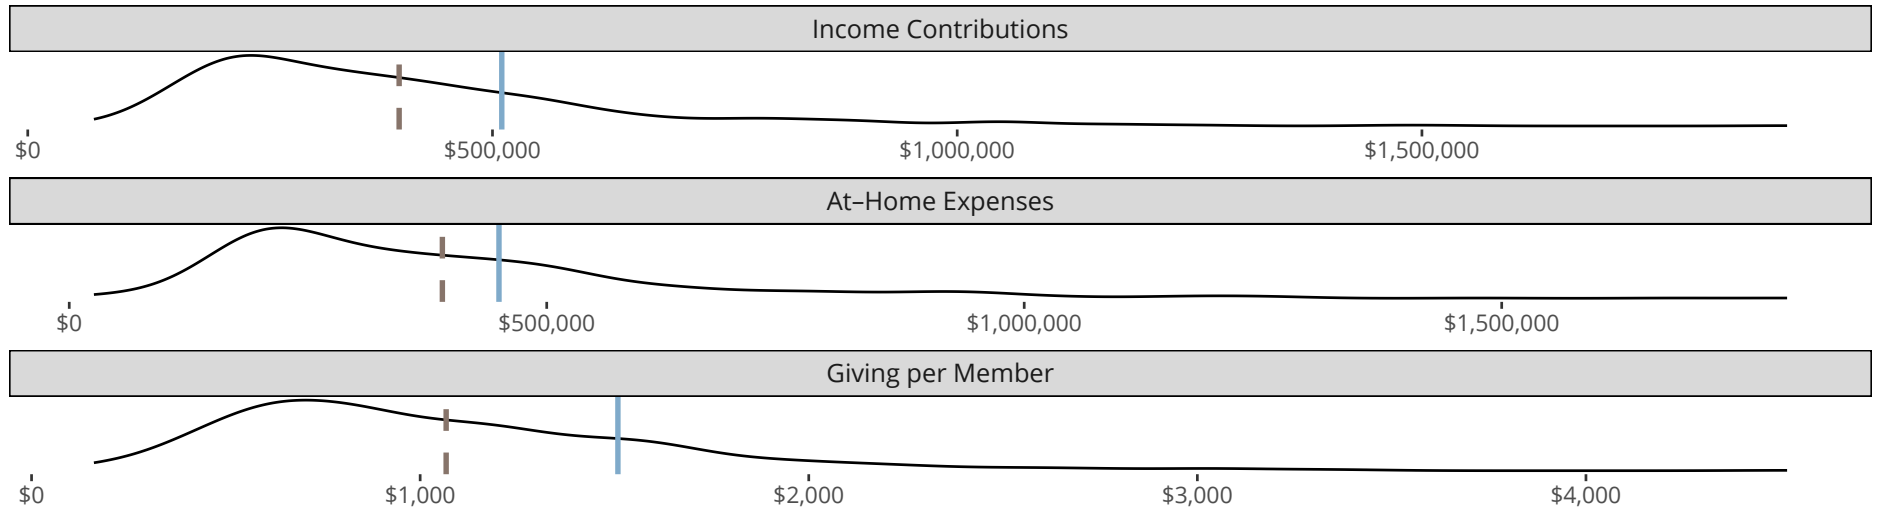 Income Contributions
$0 $500,000 $1,000,000 $1,500,000
At–Home Expenses
$0 $500,000 $1,000,000 $1,500,000
Giving per Member
$0 $1,000 $2,000 $3,000 $4,000